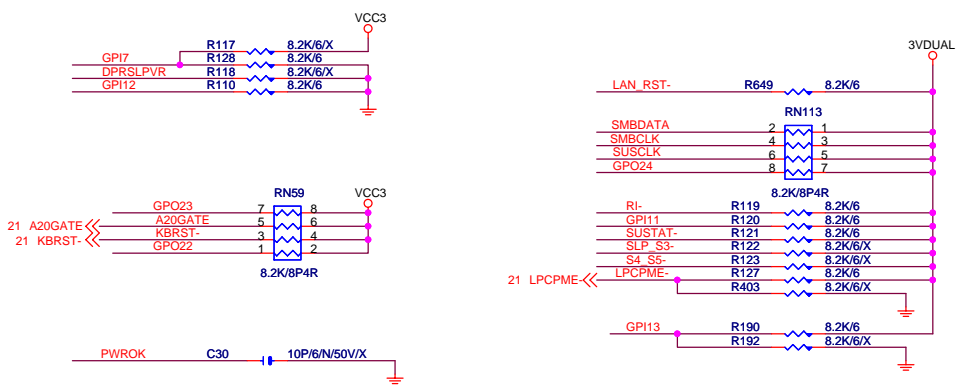 VCC3
R117 8.2K/6/X
GPI7 R128 8.2K/6
DPRSLPVR R118 8.2K/6/X
GPI12 R110 8.2K/6
3VDUAL
LAN_RST- R649 8.2K/6
RN113
SMBDATA 2 1
SMBCLK 4 3
SUSCLK 6 5
GPO24 8 7
8.2K/8P4R
RN59 VCC3
GPO23 7 8
21 A20GATE A20GATE 5 6
21 KBRST- KBRST- 3 4
GPO22 1 2
8.2K/8P4R
RI- R119 8.2K/6
GPI11 R120 8.2K/6
SUSTAT- R121 8.2K/6
SLP_S3- R122 8.2K/6/X
S4_S5- R123 8.2K/6/X
21 LPCPME- LPCPME- R127 8.2K/6
R403 8.2K/6/X
GPI13 R190 8.2K/6
R192 8.2K/6/X
PWROK C30 10P/6/N/50V/X